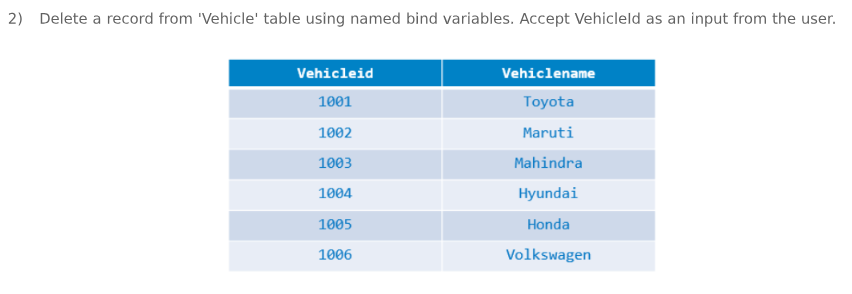 2) Delete a record from 'Vehicle' table using named bind variables. Accept VehicleId as an input from the user.
Vehicleid Vehiclename
1001 Toyota
1002 Maruti
1003 Mahindra
1004 Hyundai
1005 Honda
1006 Volkswagen